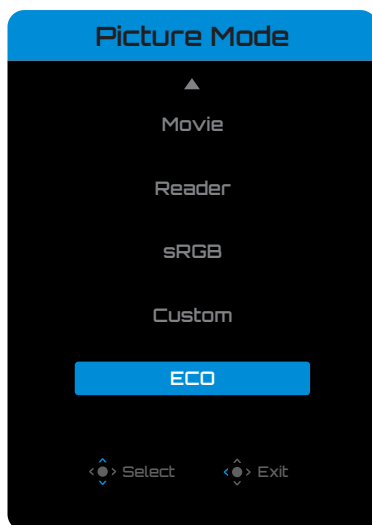 Picture Mode
Movie
Reader
sRGB
Custom
ECO
Select Exit